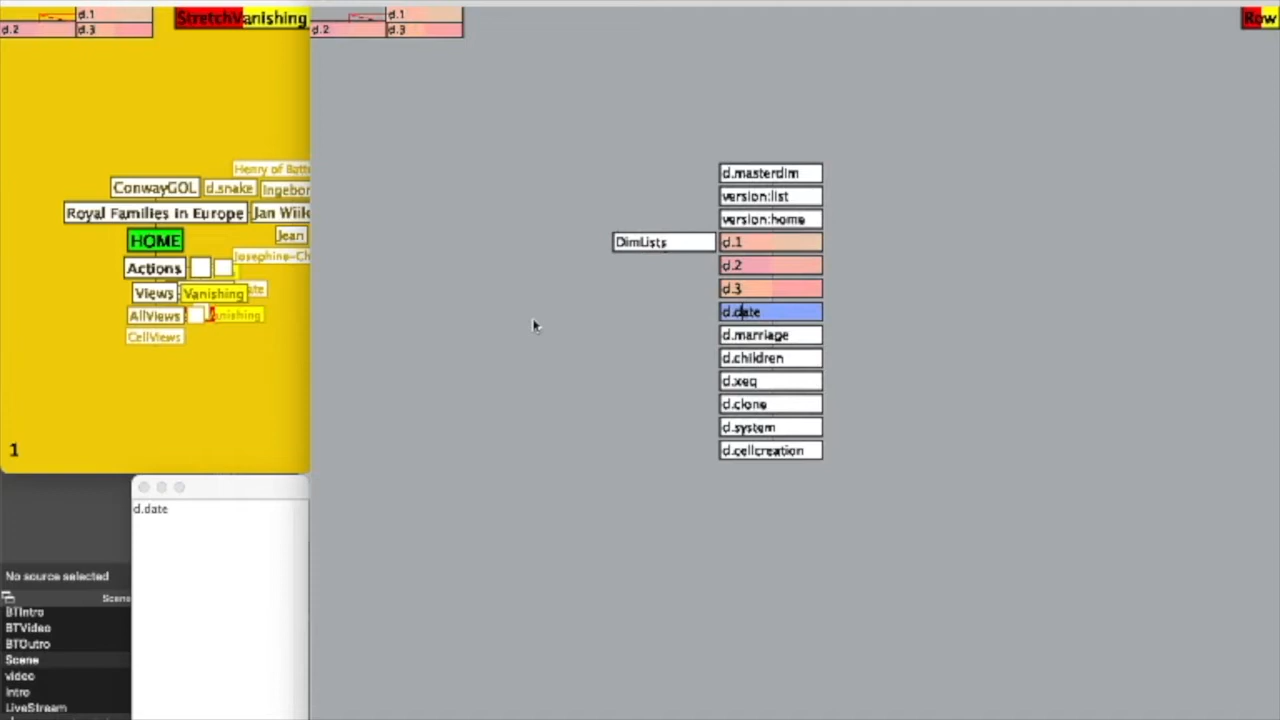 d.1
d.2 d.3
StretchVanishing
d.1
d.2 d.3
Row
ConwayGOL d.snake
Royal Families in Europe Jan
HOME Jean
Actions
Views Vanishing
AllViews
CellViews
1
d.masterdim
version:list
version:home
DimLists d.1
d.2
d.3
d.date
d.marriage
d.children
d.xeq
d.clone
d.system
d.cellcreation
d.date
No source selected
Scene
BTIntro
BTVideo
BTOutro
Scene
video
Intro
LiveStream